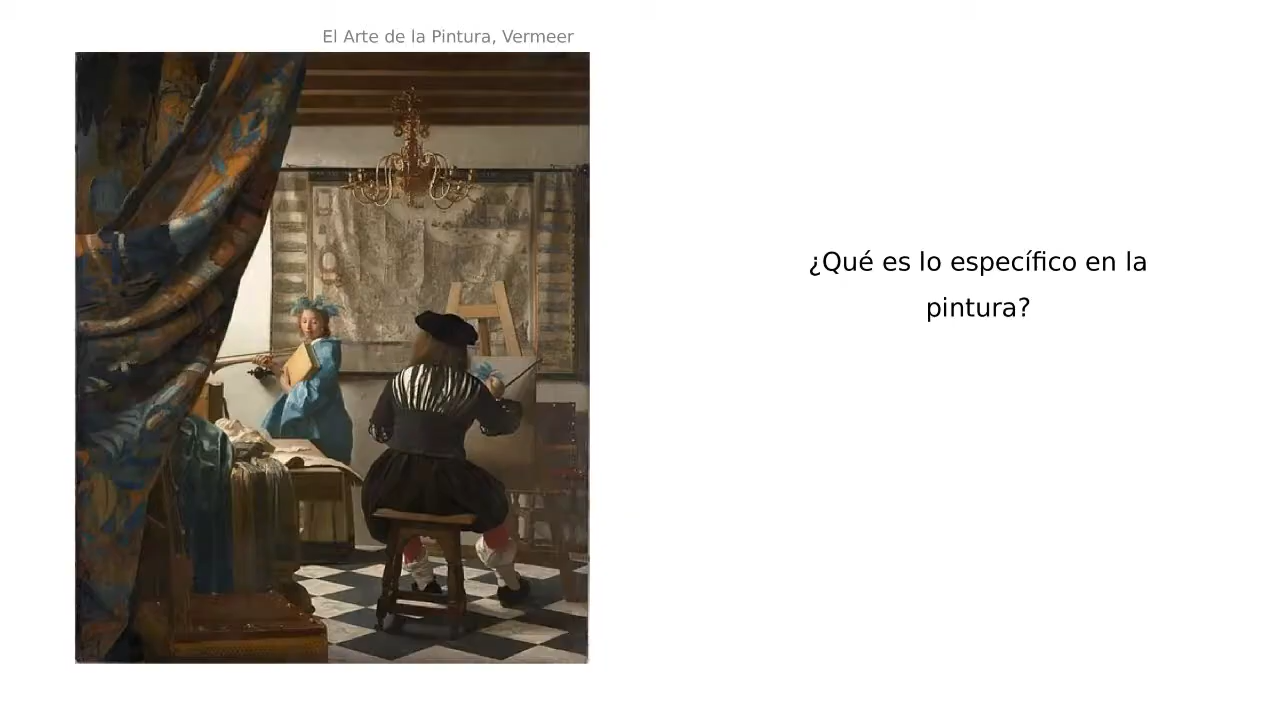 El Arte de la Pintura, Vermeer
¿Qué es lo específico en la
pintura?